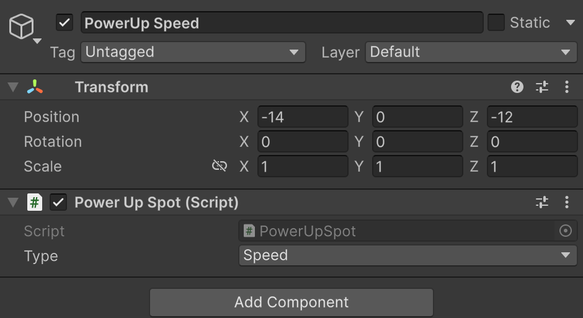 PowerUp Speed Static
Tag Untagged Layer Default
Transform
Position X -14 Y 0 Z -12
Rotation X 0 Y 0 Z 0
Scale X 1 Y 1 Z 1
# Power Up Spot (Script)
Script # PowerUpSpot
Type Speed
Add Component